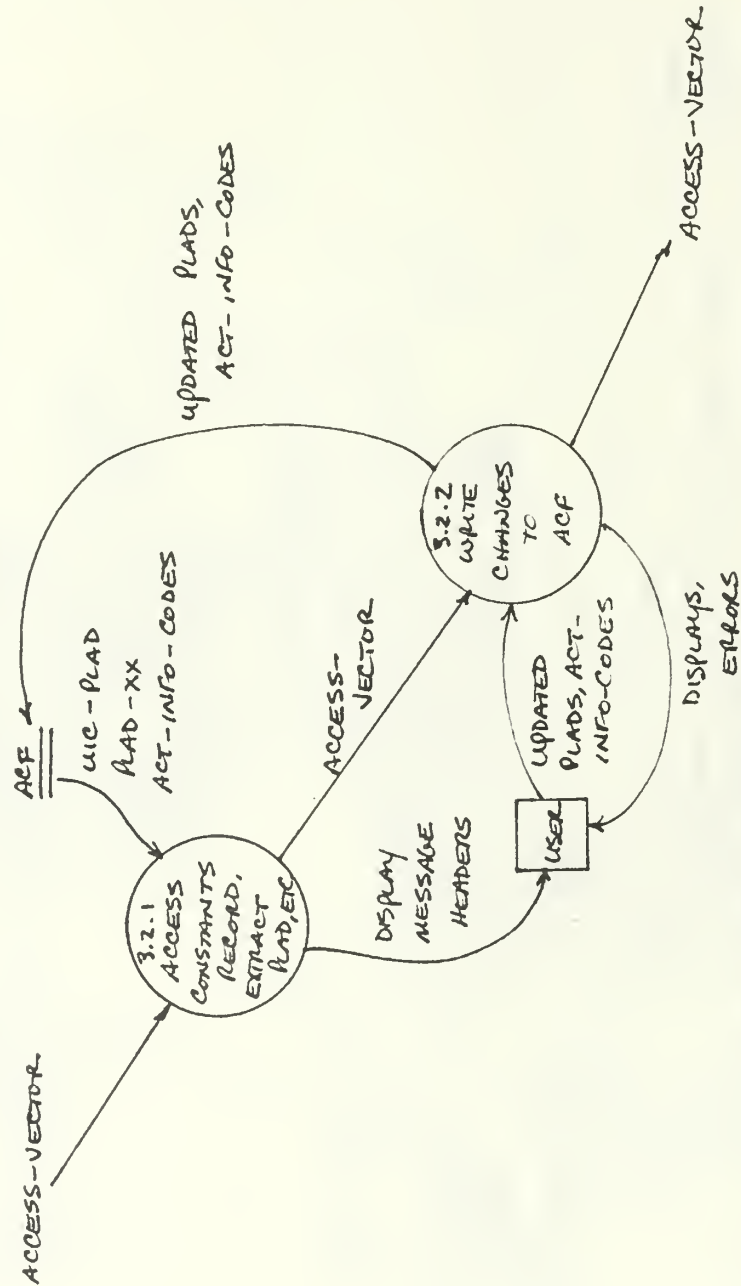 ACCESS-VECTOR
3.2.1
ACCESS
CONSTANTS
RECORD,
EXTRACT
PLAD, ETC
ACF
UIC-PLAD
PLAD-XX
ACT-INFO-CODES
UPDATED PLADS,
ACT-INFO-CODES
ACCESS-
VECTOR
DISPLAY
MESSAGE
HEADERS
USER
UPDATED
PLADS, ACT-
INFO-CODES
3.2.2
WRITE
CHANGES
TO
ACF
DISPLAYS,
ERRORS
ACCESS-VECTOR